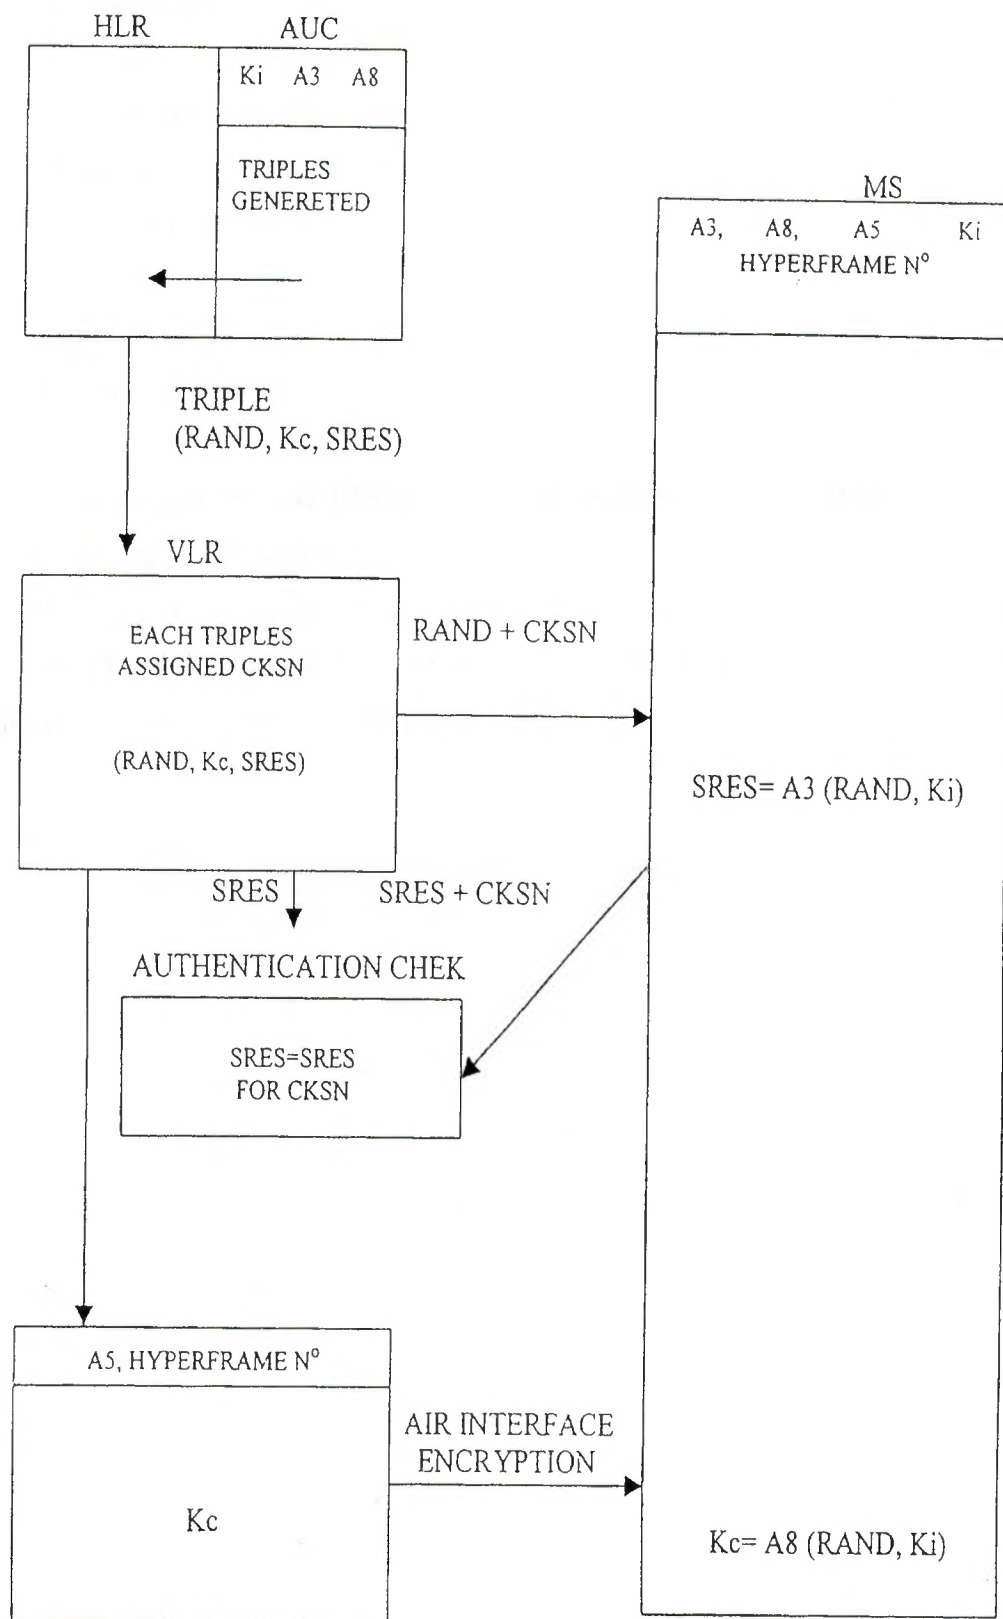 HLR AUC
Ki A3 A8
TRIPLES
GENERETED
MS
A3, A8, A5 Ki
HYPERFRAME Nº
TRIPLE
(RAND, Kc, SRES)
VLR
EACH TRIPLES
ASSIGNED CKSN
(RAND, Kc, SRES)
RAND + CKSN
SRES= A3 (RAND, Ki)
SRES
SRES + CKSN
AUTHENTICATION CHEK
SRES=SRES
FOR CKSN
A5, HYPERFRAME Nº
Kc
AIR INTERFACE
ENCRYPTION
Kc= A8 (RAND, Ki)